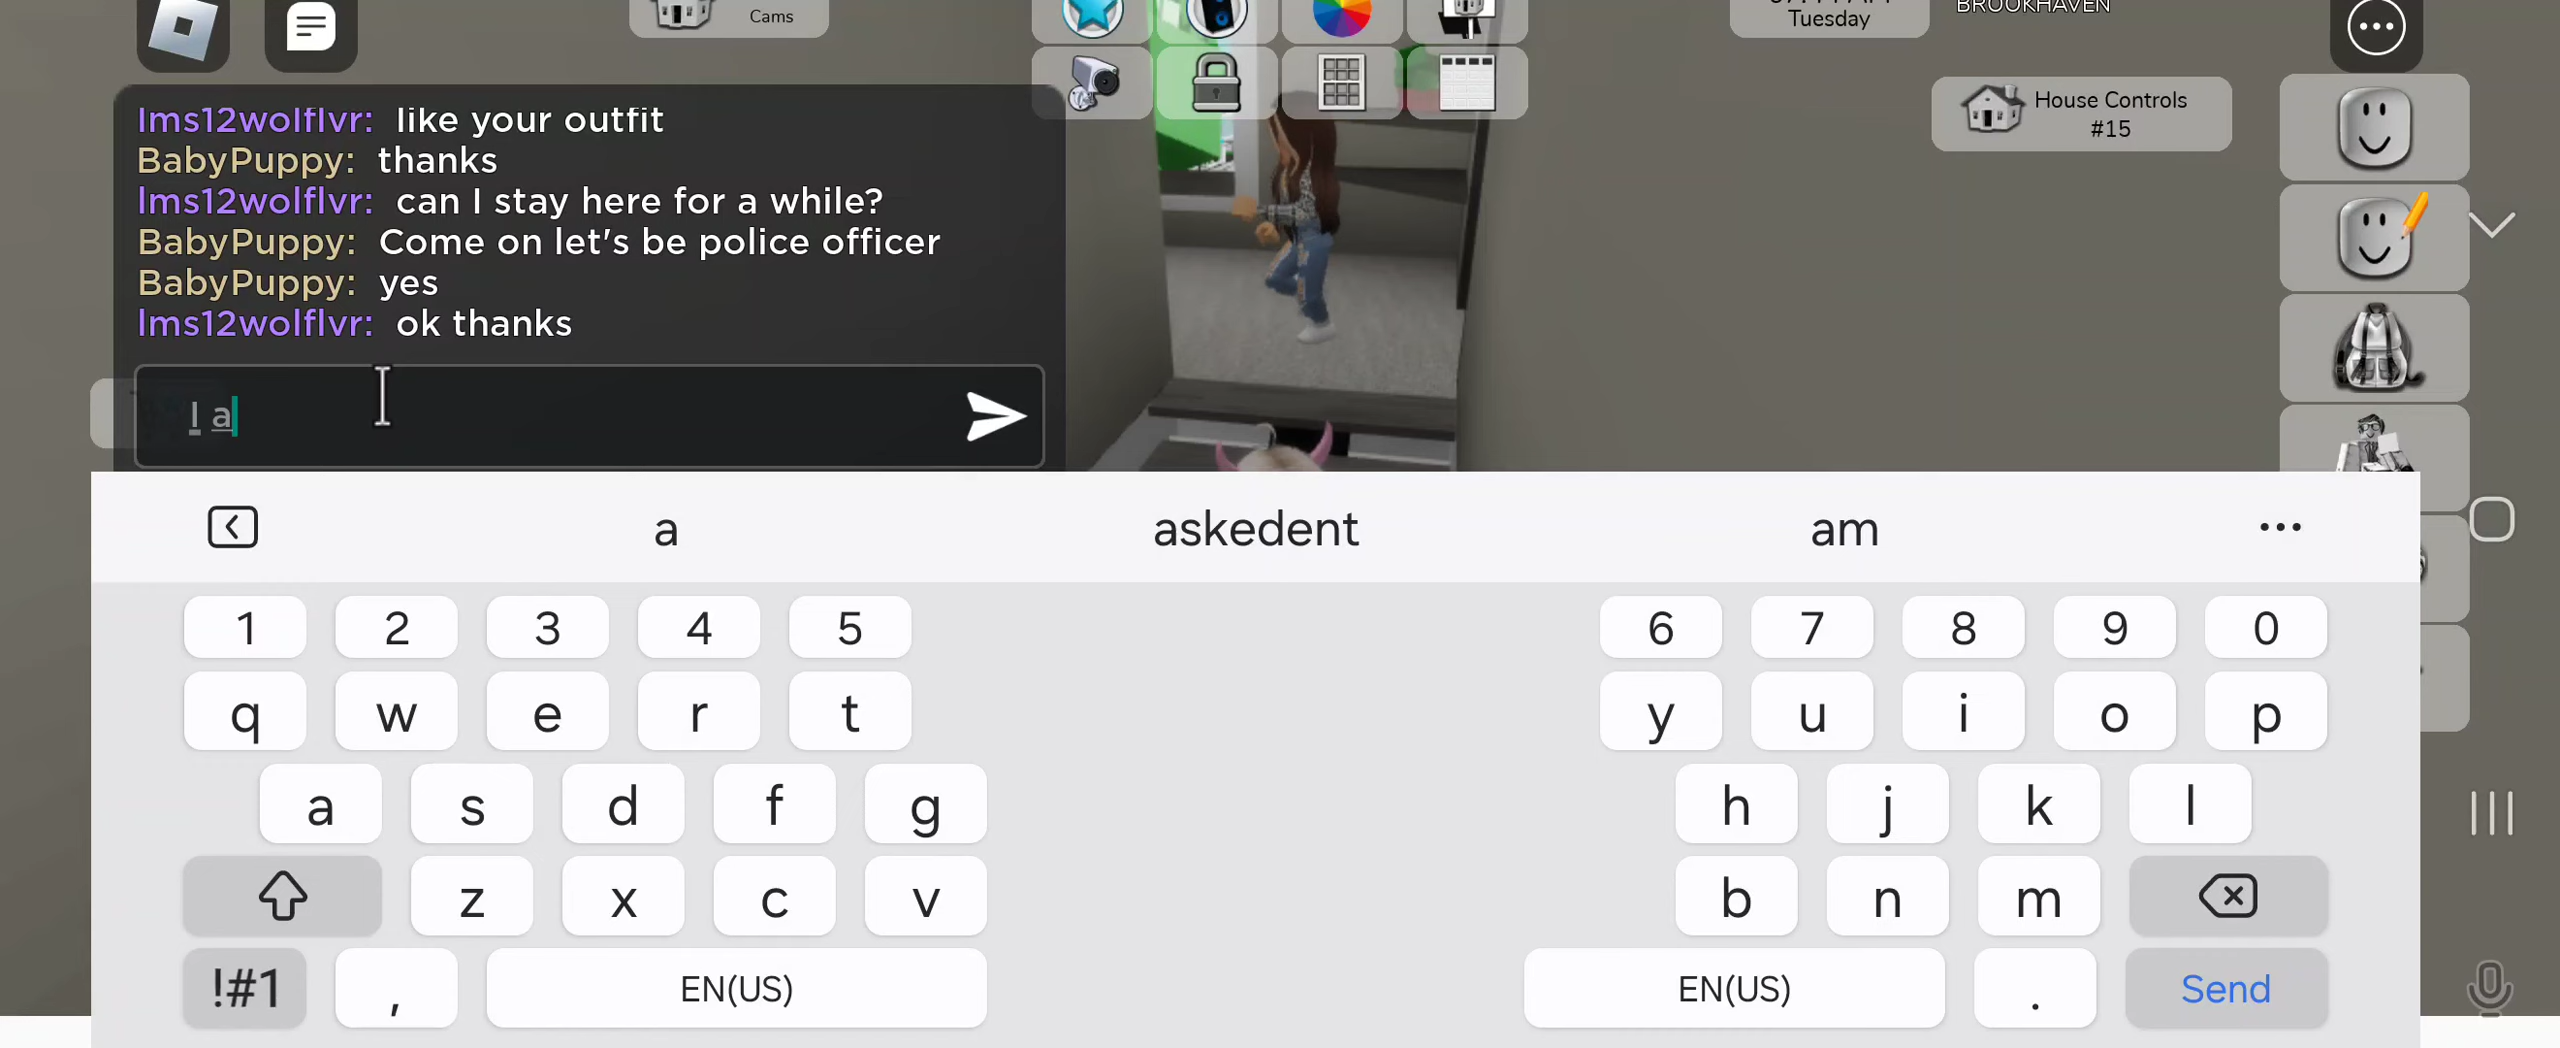 Cams
Tuesday
BROOKHAVEN
House Controls
#15
lms12wolflvr: like your outfit
BabyPuppy: thanks
lms12wolflvr: can I stay here for a while?
BabyPuppy: Come on let's be police officer
BabyPuppy: yes
lms12wolflvr: ok thanks
I a
a askedent am
1 2 3 4 5 6 7 8 9 0
q w e r t y u i o p
a s d f g h j k l
z x c v b n m
!#1 , EN(US) EN(US) . Send